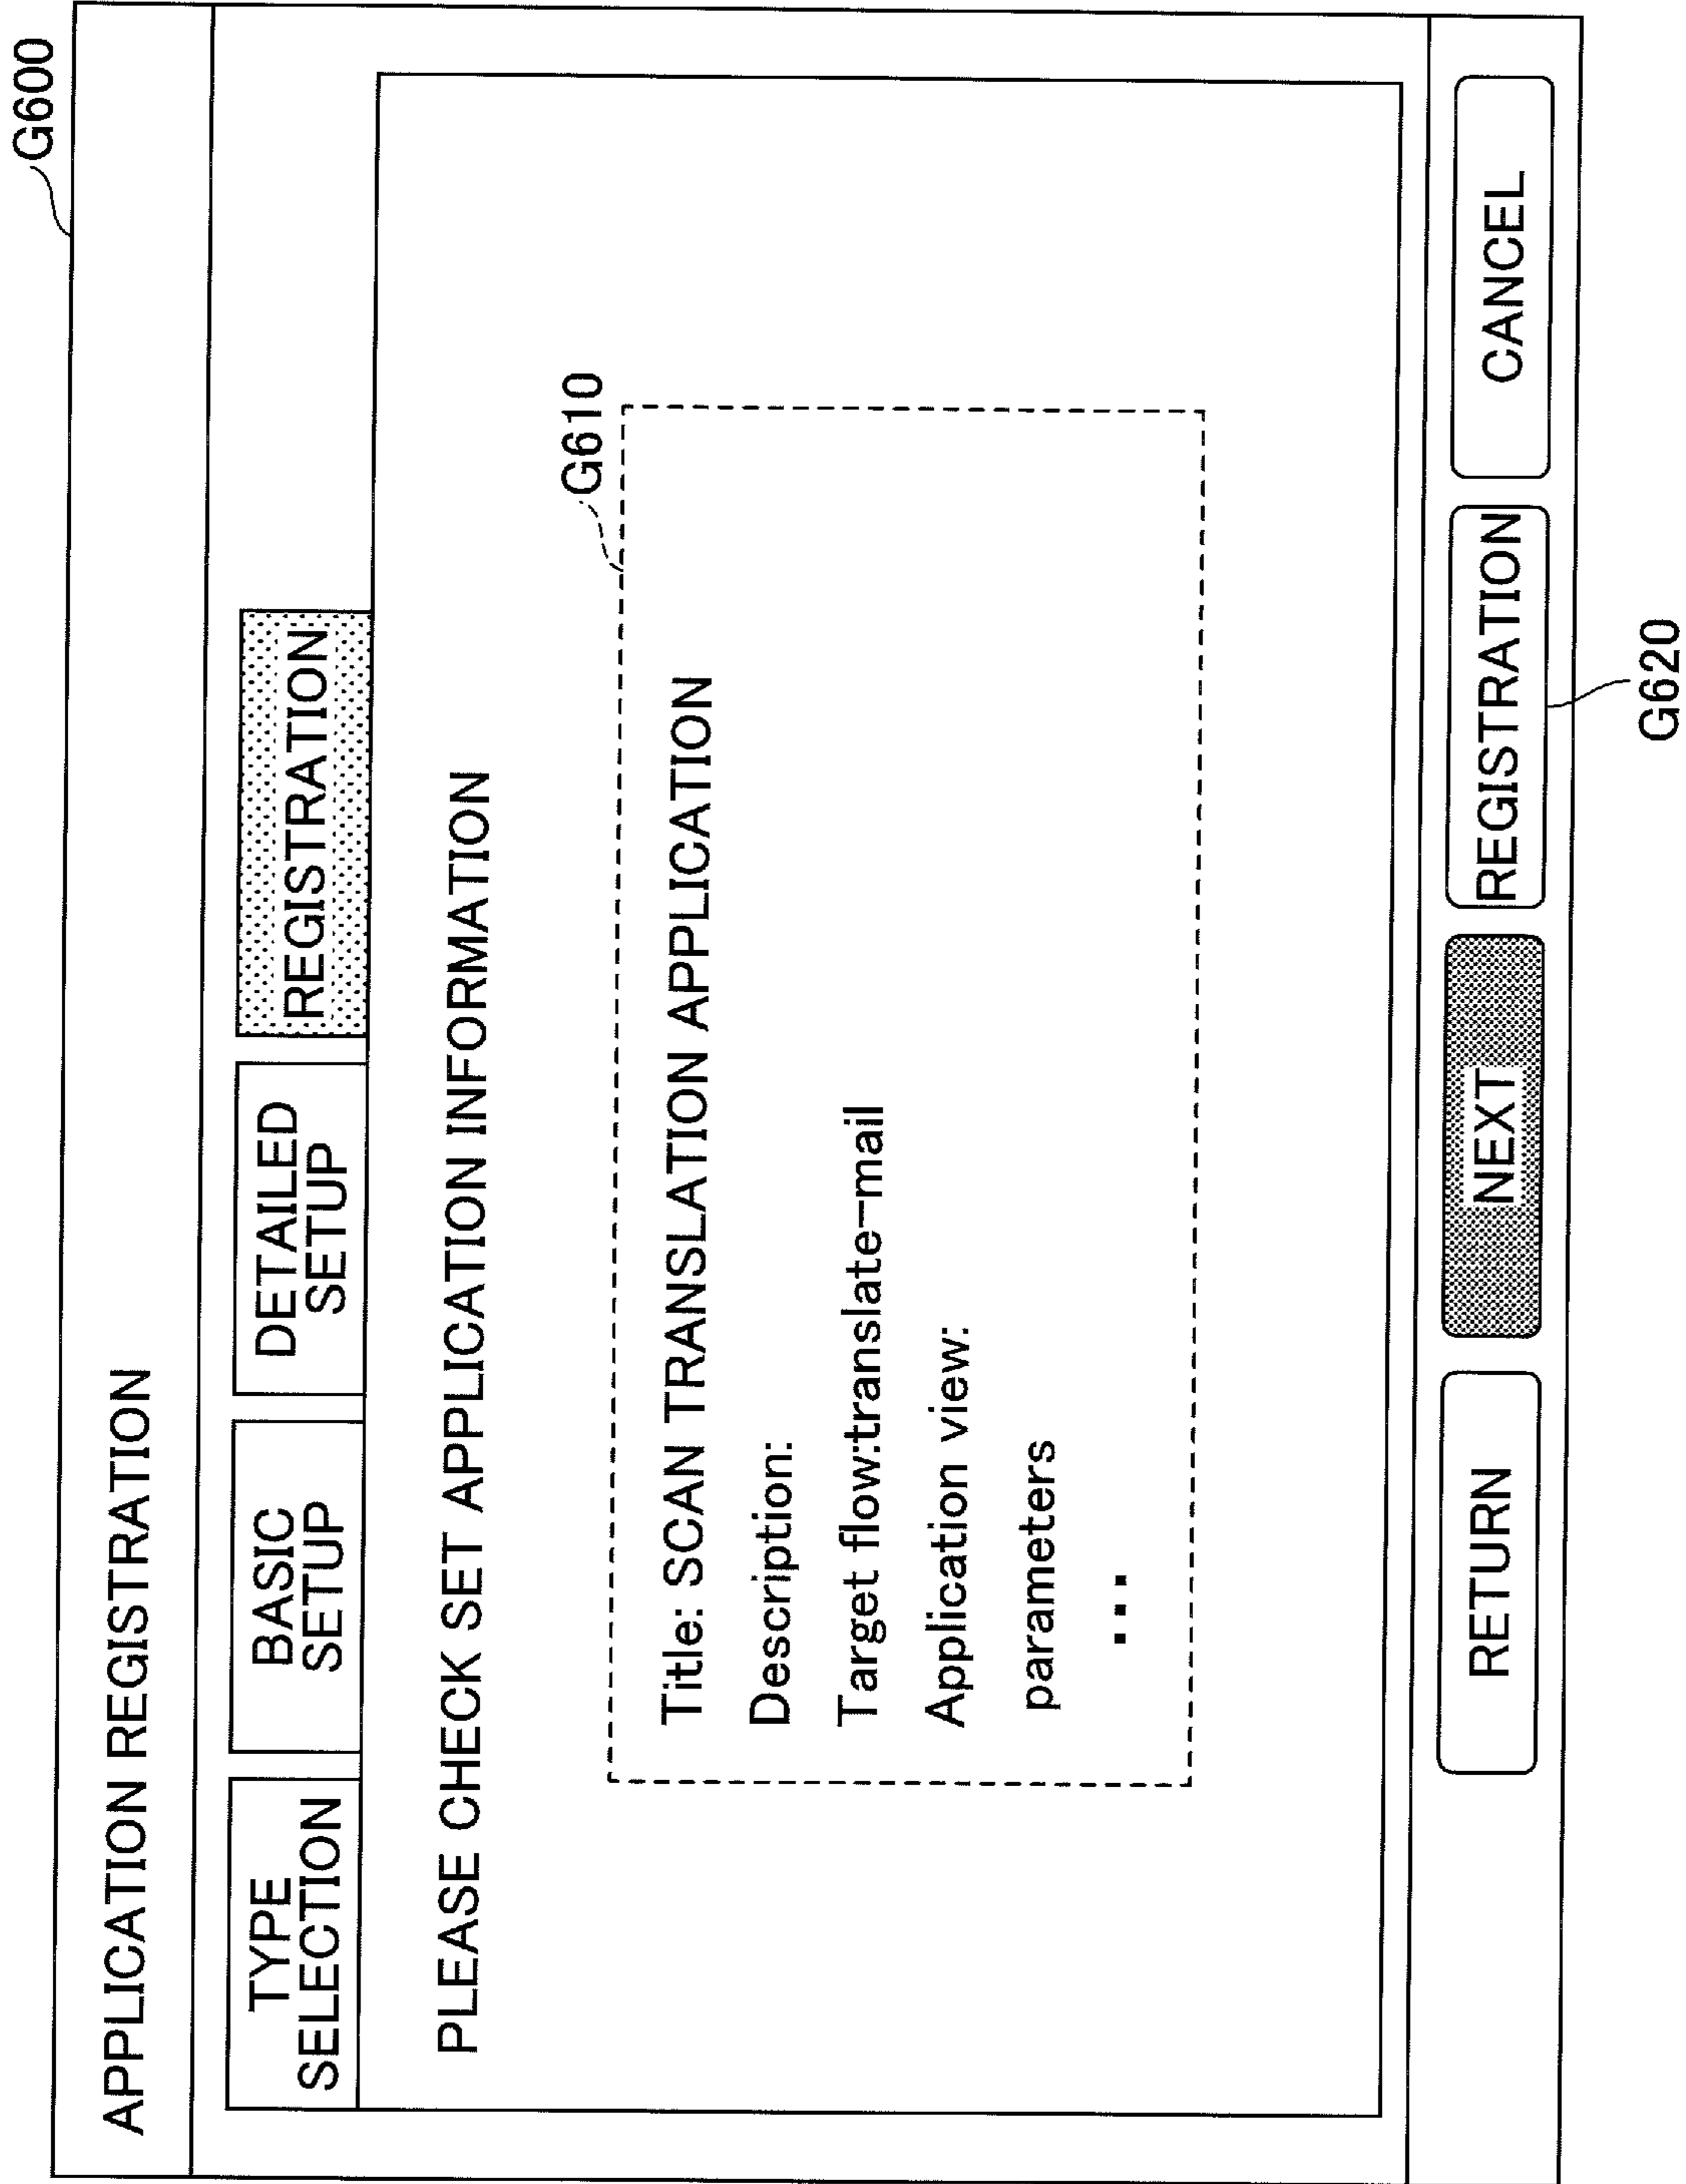 G600
APPLICATION REGISTRATION
TYPE
SELECTION
BASIC
SETUP
DETAILED
SETUP
REGISTRATION
PLEASE CHECK SET APPLICATION INFORMATION
G610
Title: SCAN TRANSLATION APPLICATION
Description:
Target flow:translate-mail
Application view:
parameters
...
RETURN
NEXT
REGISTRATION
CANCEL
G620